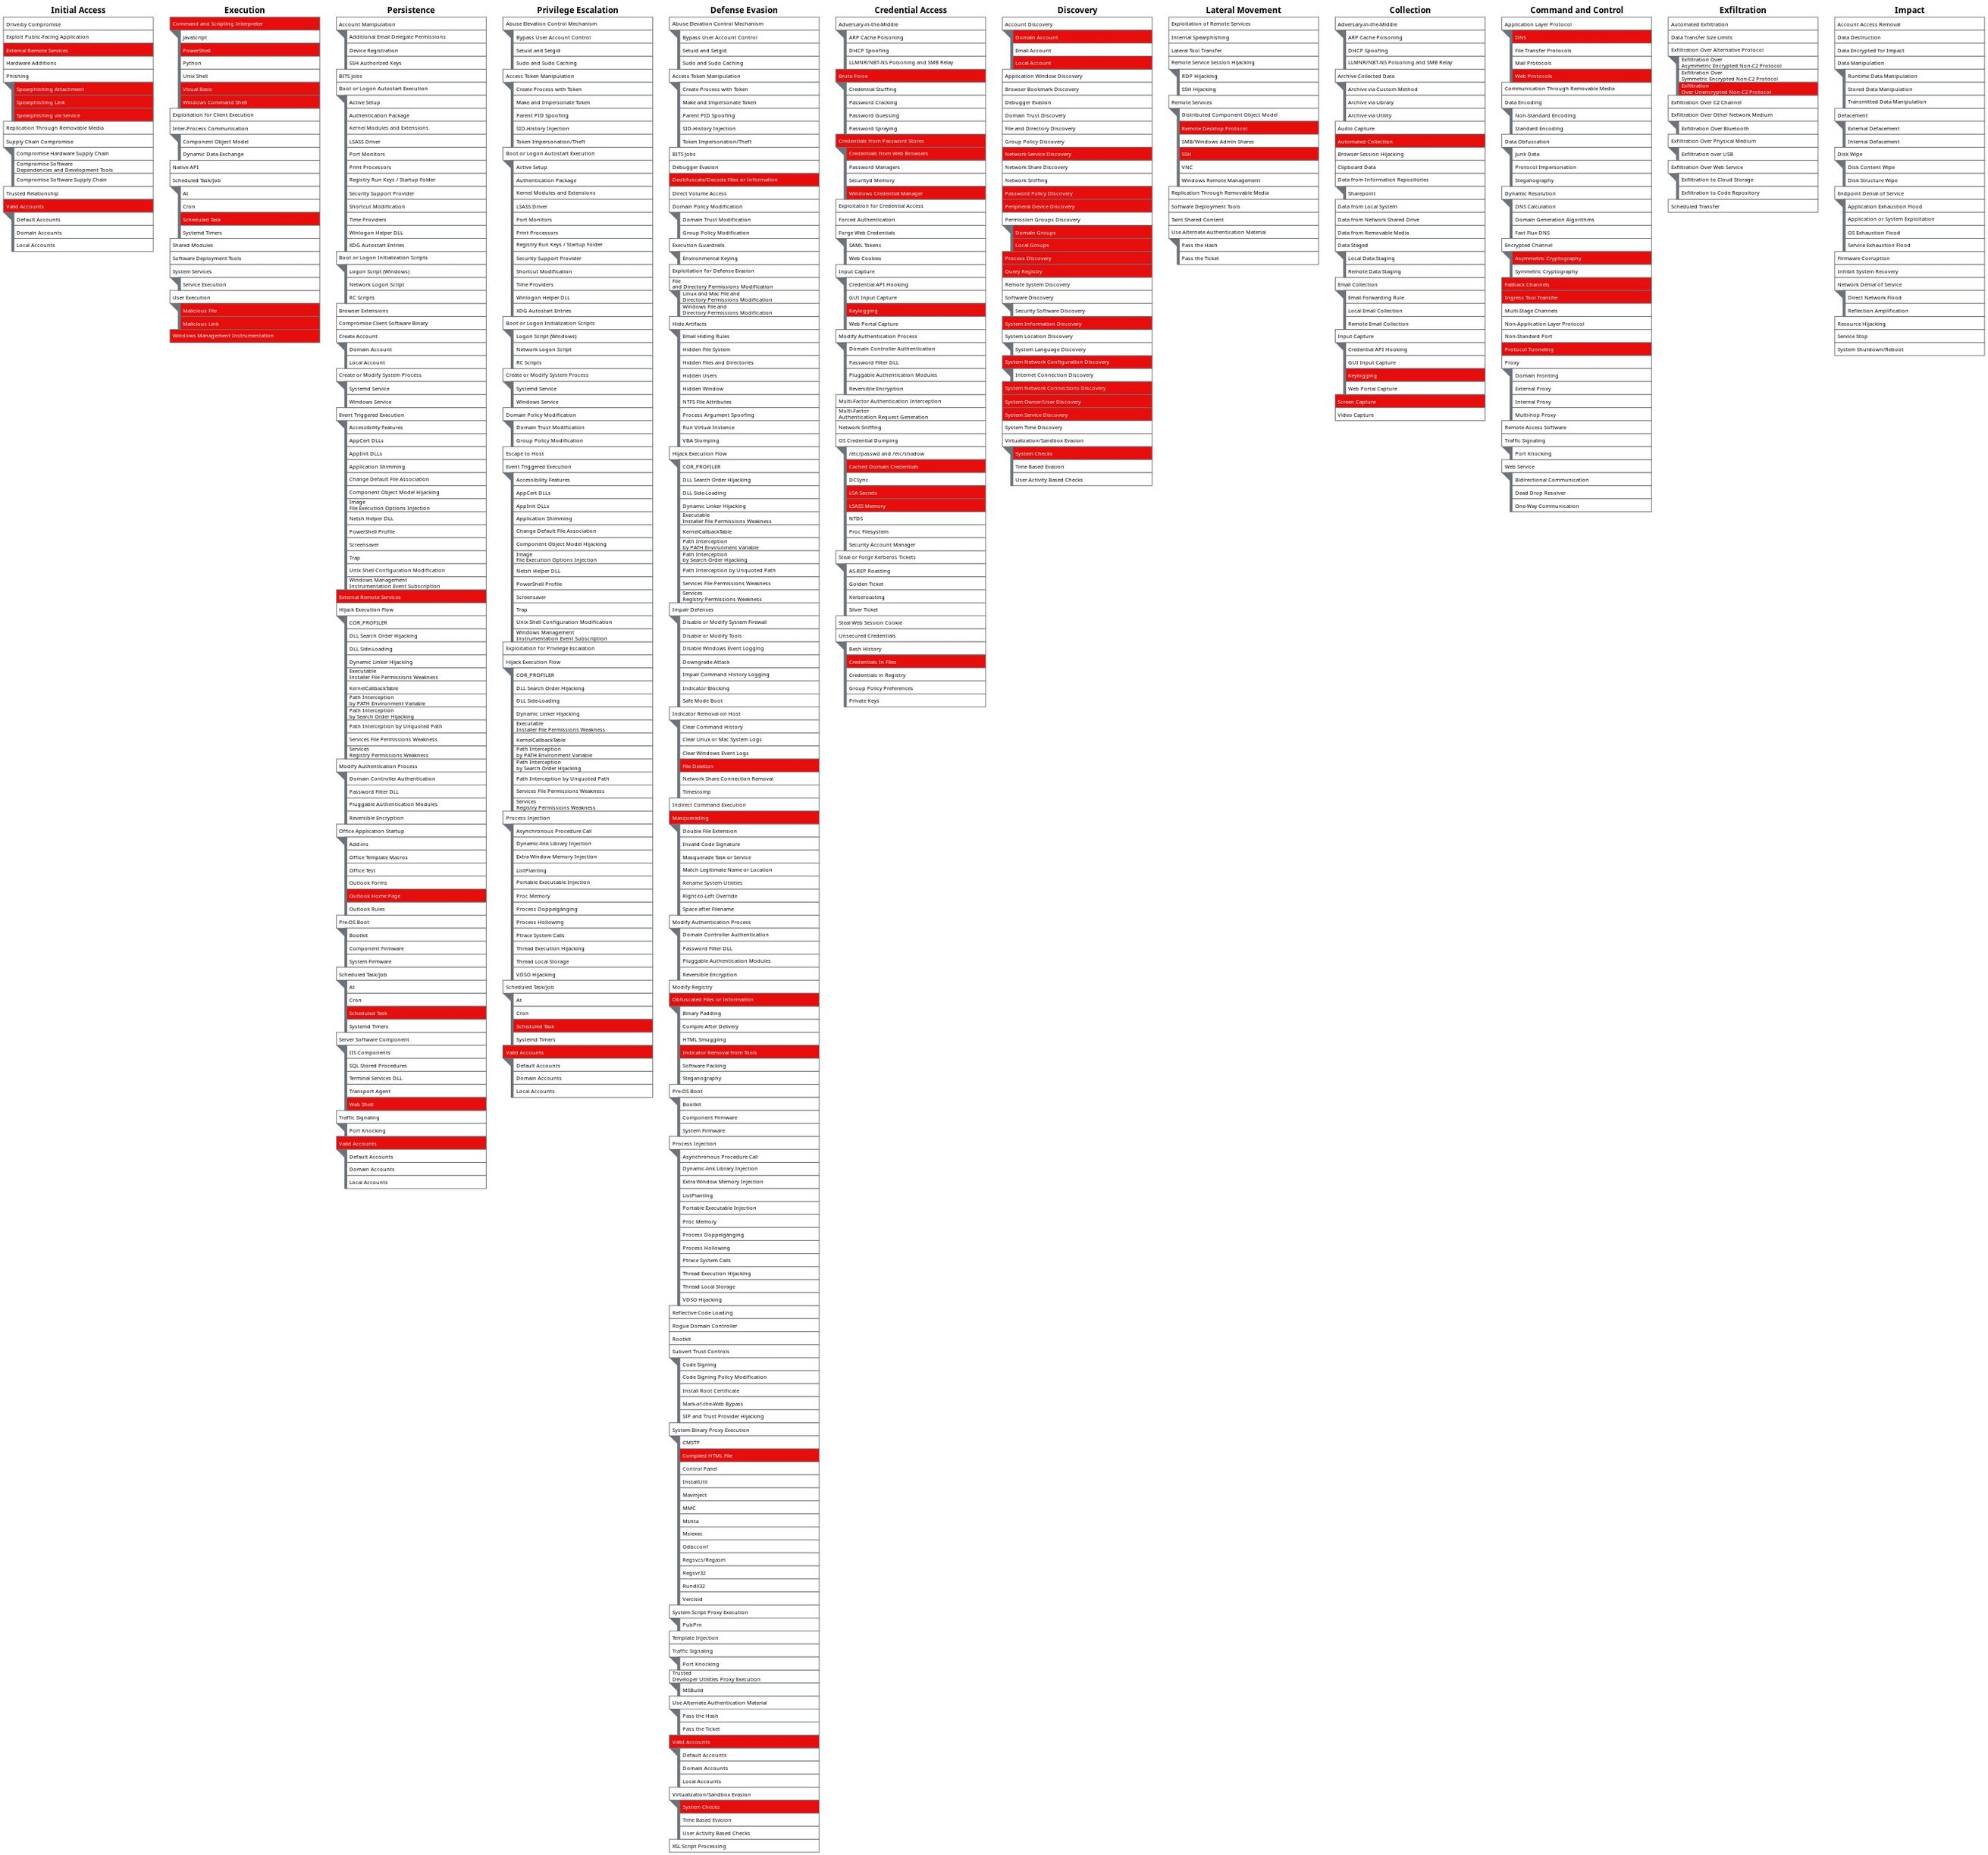 Initial Access
Drive-by Compromise
Exploit Public-Facing Application
External Remote Services
Hardware Additions
Phishing
Spearphishing Attachment
Spearphishing Link
Spearphishing via Service
Replication Through Removable Media
Supply Chain Compromise
Compromise Hardware Supply Chain
Compromise Software
Dependencies and Development Tools
Compromise Software Supply Chain
Trusted Relationship
Valid Accounts
Default Accounts
Domain Accounts
Local Accounts
Execution
Command and Scripting Interpreter
JavaScript
PowerShell
Python
Unix Shell
Visual Basic
Windows Command Shell
Exploitation for Client Execution
Inter-Process Communication
Component Object Model
Dynamic Data Exchange
Native API
Scheduled Task/Job
At
Cron
Scheduled Task
Systemd Timers
Shared Modules
Software Deployment Tools
System Services
Service Execution
User Execution
Malicious File
Malicious Link
Windows Management Instrumentation
Persistence
Account Manipulation
Additional Email Delegate Permissions
Device Registration
SSH Authorized Keys
BITS Jobs
Boot or Logon Autostart Execution
Active Setup
Authentication Package
Kernel Modules and Extensions
LSASS Driver
Port Monitors
Print Processors
Registry Run Keys / Startup Folder
Security Support Provider
Shortcut Modification
Time Providers
Winlogon Helper DLL
XDG Autostart Entries
Boot or Logon Initialization Scripts
Logon Script (Windows)
Network Logon Script
RC Scripts
Browser Extensions
Compromise Client Software Binary
Create Account
Domain Account
Local Account
Create or Modify System Process
Systemd Service
Windows Service
Event Triggered Execution
Accessibility Features
AppCert DLLs
AppInit DLLs
Application Shimming
Change Default File Association
Component Object Model Hijacking
Image
File Execution Options Injection
Netsh Helper DLL
PowerShell Profile
Screensaver
Trap
Unix Shell Configuration Modification
Windows Management
Instrumentation Event Subscription
External Remote Services
Hijack Execution Flow
COR_PROFILER
DLL Search Order Hijacking
DLL Side-Loading
Dynamic Linker Hijacking
Executable
Installer File Permissions Weakness
KernelCallbackTable
Path Interception
by PATH Environment Variable
Path Interception
by Search Order Hijacking
Path Interception by Unquoted Path
Services File Permissions Weakness
Services
Registry Permissions Weakness
Modify Authentication Process
Domain Controller Authentication
Password Filter DLL
Pluggable Authentication Modules
Reversible Encryption
Office Application Startup
Add-ins
Office Template Macros
Office Test
Outlook Forms
Outlook Home Page
Outlook Rules
Pre-OS Boot
Bootkit
Component Firmware
System Firmware
Scheduled Task/Job
At
Cron
Scheduled Task
Systemd Timers
Server Software Component
IIS Components
SQL Stored Procedures
Terminal Services DLL
Transport Agent
Web Shell
Traffic Signaling
Port Knocking
Valid Accounts
Default Accounts
Domain Accounts
Local Accounts
Privilege Escalation
Abuse Elevation Control Mechanism
Bypass User Account Control
Setuid and Setgid
Sudo and Sudo Caching
Access Token Manipulation
Create Process with Token
Make and Impersonate Token
Parent PID Spoofing
SID-History Injection
Token Impersonation/Theft
Boot or Logon Autostart Execution
Active Setup
Authentication Package
Kernel Modules and Extensions
LSASS Driver
Port Monitors
Print Processors
Registry Run Keys / Startup Folder
Security Support Provider
Shortcut Modification
Time Providers
Winlogon Helper DLL
XDG Autostart Entries
Boot or Logon Initialization Scripts
Logon Script (Windows)
Network Logon Script
RC Scripts
Create or Modify System Process
Systemd Service
Windows Service
Domain Policy Modification
Domain Trust Modification
Group Policy Modification
Escape to Host
Event Triggered Execution
Accessibility Features
AppCert DLLs
AppInit DLLs
Application Shimming
Change Default File Association
Component Object Model Hijacking
Image
File Execution Options Injection
Netsh Helper DLL
PowerShell Profile
Screensaver
Trap
Unix Shell Configuration Modification
Windows Management
Instrumentation Event Subscription
Exploitation for Privilege Escalation
Hijack Execution Flow
COR_PROFILER
DLL Search Order Hijacking
DLL Side-Loading
Dynamic Linker Hijacking
Executable
Installer File Permissions Weakness
KernelCallbackTable
Path Interception
by PATH Environment Variable
Path Interception
by Search Order Hijacking
Path Interception by Unquoted Path
Services File Permissions Weakness
Services
Registry Permissions Weakness
Process Injection
Asynchronous Procedure Call
Dynamic-link Library Injection
Extra Window Memory Injection
ListPlanting
Portable Executable Injection
Proc Memory
Process Doppelgänging
Process Hollowing
Ptrace System Calls
Thread Execution Hijacking
Thread Local Storage
VDSO Hijacking
Scheduled Task/Job
At
Cron
Scheduled Task
Systemd Timers
Valid Accounts
Default Accounts
Domain Accounts
Local Accounts
Defense Evasion
Abuse Elevation Control Mechanism
Bypass User Account Control
Setuid and Setgid
Sudo and Sudo Caching
Access Token Manipulation
Create Process with Token
Make and Impersonate Token
Parent PID Spoofing
SID-History Injection
Token Impersonation/Theft
BITS Jobs
Debugger Evasion
Deobfuscate/Decode Files or Information
Direct Volume Access
Domain Policy Modification
Domain Trust Modification
Group Policy Modification
Execution Guardrails
Environmental Keying
Exploitation for Defense Evasion
File
and Directory Permissions Modification
Linux and Mac File and
Directory Permissions Modification
Windows File and
Directory Permissions Modification
Hide Artifacts
Email Hiding Rules
Hidden File System
Hidden Files and Directories
Hidden Users
Hidden Window
NTFS File Attributes
Process Argument Spoofing
Run Virtual Instance
VBA Stomping
Hijack Execution Flow
COR_PROFILER
DLL Search Order Hijacking
DLL Side-Loading
Dynamic Linker Hijacking
Executable
Installer File Permissions Weakness
KernelCallbackTable
Path Interception
by PATH Environment Variable
Path Interception
by Search Order Hijacking
Path Interception by Unquoted Path
Services File Permissions Weakness
Services
Registry Permissions Weakness
Impair Defenses
Disable or Modify System Firewall
Disable or Modify Tools
Disable Windows Event Logging
Downgrade Attack
Impair Command History Logging
Indicator Blocking
Safe Mode Boot
Indicator Removal on Host
Clear Command History
Clear Linux or Mac System Logs
Clear Windows Event Logs
File Deletion
Network Share Connection Removal
Timestomp
Indirect Command Execution
Masquerading
Double File Extension
Invalid Code Signature
Masquerade Task or Service
Match Legitimate Name or Location
Rename System Utilities
Right-to-Left Override
Space after Filename
Modify Authentication Process
Domain Controller Authentication
Password Filter DLL
Pluggable Authentication Modules
Reversible Encryption
Modify Registry
Obfuscated Files or Information
Binary Padding
Compile After Delivery
HTML Smuggling
Indicator Removal from Tools
Software Packing
Steganography
Pre-OS Boot
Bootkit
Component Firmware
System Firmware
Process Injection
Asynchronous Procedure Call
Dynamic-link Library Injection
Extra Window Memory Injection
ListPlanting
Portable Executable Injection
Proc Memory
Process Doppelgänging
Process Hollowing
Ptrace System Calls
Thread Execution Hijacking
Thread Local Storage
VDSO Hijacking
Reflective Code Loading
Rogue Domain Controller
Rootkit
Subvert Trust Controls
Code Signing
Code Signing Policy Modification
Install Root Certificate
Mark-of-the-Web Bypass
SIP and Trust Provider Hijacking
System Binary Proxy Execution
CMSTP
Compiled HTML File
Control Panel
InstallUtil
Mavinject
MMC
Mshta
Msiexec
Odbcconf
Regsvcs/Regasm
Regsvr32
Rundll32
Verclsid
System Script Proxy Execution
PubPrn
Template Injection
Traffic Signaling
Port Knocking
Trusted
Developer Utilities Proxy Execution
MSBuild
Use Alternate Authentication Material
Pass the Hash
Pass the Ticket
Valid Accounts
Default Accounts
Domain Accounts
Local Accounts
Virtualization/Sandbox Evasion
System Checks
Time Based Evasion
User Activity Based Checks
XSL Script Processing
Credential Access
Adversary-in-the-Middle
ARP Cache Poisoning
DHCP Spoofing
LLMNR/NBT-NS Poisoning and SMB Relay
Brute Force
Credential Stuffing
Password Cracking
Password Guessing
Password Spraying
Credentials from Password Stores
Credentials from Web Browsers
Password Managers
Securityd Memory
Windows Credential Manager
Exploitation for Credential Access
Forced Authentication
Forge Web Credentials
SAML Tokens
Web Cookies
Input Capture
Credential API Hooking
GUI Input Capture
Keylogging
Web Portal Capture
Modify Authentication Process
Domain Controller Authentication
Password Filter DLL
Pluggable Authentication Modules
Reversible Encryption
Multi-Factor Authentication Interception
Multi-Factor
Authentication Request Generation
Network Sniffing
OS Credential Dumping
/etc/passwd and /etc/shadow
Cached Domain Credentials
DCSync
LSA Secrets
LSASS Memory
NTDS
Proc Filesystem
Security Account Manager
Steal or Forge Kerberos Tickets
AS-REP Roasting
Golden Ticket
Kerberoasting
Silver Ticket
Steal Web Session Cookie
Unsecured Credentials
Bash History
Credentials In Files
Credentials in Registry
Group Policy Preferences
Private Keys
Discovery
Account Discovery
Domain Account
Email Account
Local Account
Application Window Discovery
Browser Bookmark Discovery
Debugger Evasion
Domain Trust Discovery
File and Directory Discovery
Group Policy Discovery
Network Service Discovery
Network Share Discovery
Network Sniffing
Password Policy Discovery
Peripheral Device Discovery
Permission Groups Discovery
Domain Groups
Local Groups
Process Discovery
Query Registry
Remote System Discovery
Software Discovery
Security Software Discovery
System Information Discovery
System Location Discovery
System Language Discovery
System Network Configuration Discovery
Internet Connection Discovery
System Network Connections Discovery
System Owner/User Discovery
System Service Discovery
System Time Discovery
Virtualization/Sandbox Evasion
System Checks
Time Based Evasion
User Activity Based Checks
Lateral Movement
Exploitation of Remote Services
Internal Spearphishing
Lateral Tool Transfer
Remote Service Session Hijacking
RDP Hijacking
SSH Hijacking
Remote Services
Distributed Component Object Model
Remote Desktop Protocol
SMB/Windows Admin Shares
SSH
VNC
Windows Remote Management
Replication Through Removable Media
Software Deployment Tools
Taint Shared Content
Use Alternate Authentication Material
Pass the Hash
Pass the Ticket
Collection
Adversary-in-the-Middle
ARP Cache Poisoning
DHCP Spoofing
LLMNR/NBT-NS Poisoning and SMB Relay
Archive Collected Data
Archive via Custom Method
Archive via Library
Archive via Utility
Audio Capture
Automated Collection
Browser Session Hijacking
Clipboard Data
Data from Information Repositories
Sharepoint
Data from Local System
Data from Network Shared Drive
Data from Removable Media
Data Staged
Local Data Staging
Remote Data Staging
Email Collection
Email Forwarding Rule
Local Email Collection
Remote Email Collection
Input Capture
Credential API Hooking
GUI Input Capture
Keylogging
Web Portal Capture
Screen Capture
Video Capture
Command and Control
Application Layer Protocol
DNS
File Transfer Protocols
Mail Protocols
Web Protocols
Communication Through Removable Media
Data Encoding
Non-Standard Encoding
Standard Encoding
Data Obfuscation
Junk Data
Protocol Impersonation
Steganography
Dynamic Resolution
DNS Calculation
Domain Generation Algorithms
Fast Flux DNS
Encrypted Channel
Asymmetric Cryptography
Symmetric Cryptography
Fallback Channels
Ingress Tool Transfer
Multi-Stage Channels
Non-Application Layer Protocol
Non-Standard Port
Protocol Tunneling
Proxy
Domain Fronting
External Proxy
Internal Proxy
Multi-hop Proxy
Remote Access Software
Traffic Signaling
Port Knocking
Web Service
Bidirectional Communication
Dead Drop Resolver
One-Way Communication
Exfiltration
Automated Exfiltration
Data Transfer Size Limits
Exfiltration Over Alternative Protocol
Exfiltration Over
Asymmetric Encrypted Non-C2 Protocol
Exfiltration Over
Symmetric Encrypted Non-C2 Protocol
Exfiltration
Over Unencrypted Non-C2 Protocol
Exfiltration Over C2 Channel
Exfiltration Over Other Network Medium
Exfiltration Over Bluetooth
Exfiltration Over Physical Medium
Exfiltration over USB
Exfiltration Over Web Service
Exfiltration to Cloud Storage
Exfiltration to Code Repository
Scheduled Transfer
Impact
Account Access Removal
Data Destruction
Data Encrypted for Impact
Data Manipulation
Runtime Data Manipulation
Stored Data Manipulation
Transmitted Data Manipulation
Defacement
External Defacement
Internal Defacement
Disk Wipe
Disk Content Wipe
Disk Structure Wipe
Endpoint Denial of Service
Application Exhaustion Flood
Application or System Exploitation
OS Exhaustion Flood
Service Exhaustion Flood
Firmware Corruption
Inhibit System Recovery
Network Denial of Service
Direct Network Flood
Reflection Amplification
Resource Hijacking
Service Stop
System Shutdown/Reboot